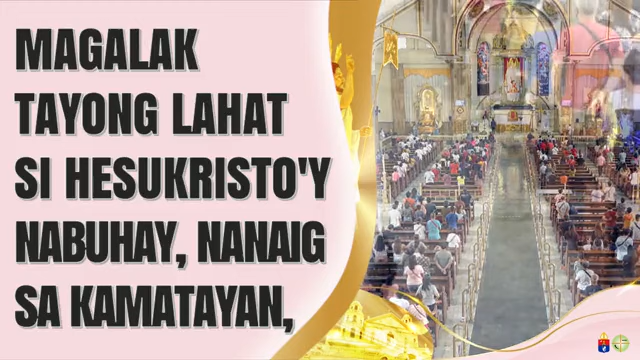 MAGALAK
TAYONG LAHAT
SI HESUKRISTO'Y
NABUHAY, NANAIG
SA KAMATAYAN,